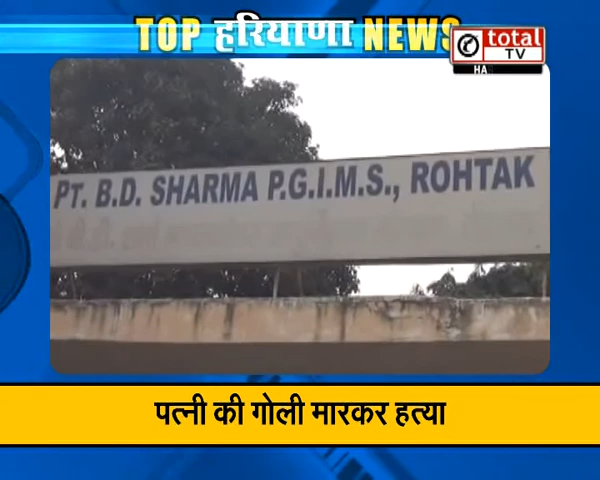 TOP हरियाणा NEWS
total
TV
HA
PT. B.D. SHARMA P.G.I.M.S., ROHTAK
पत्नी की गोली मारकर हत्या